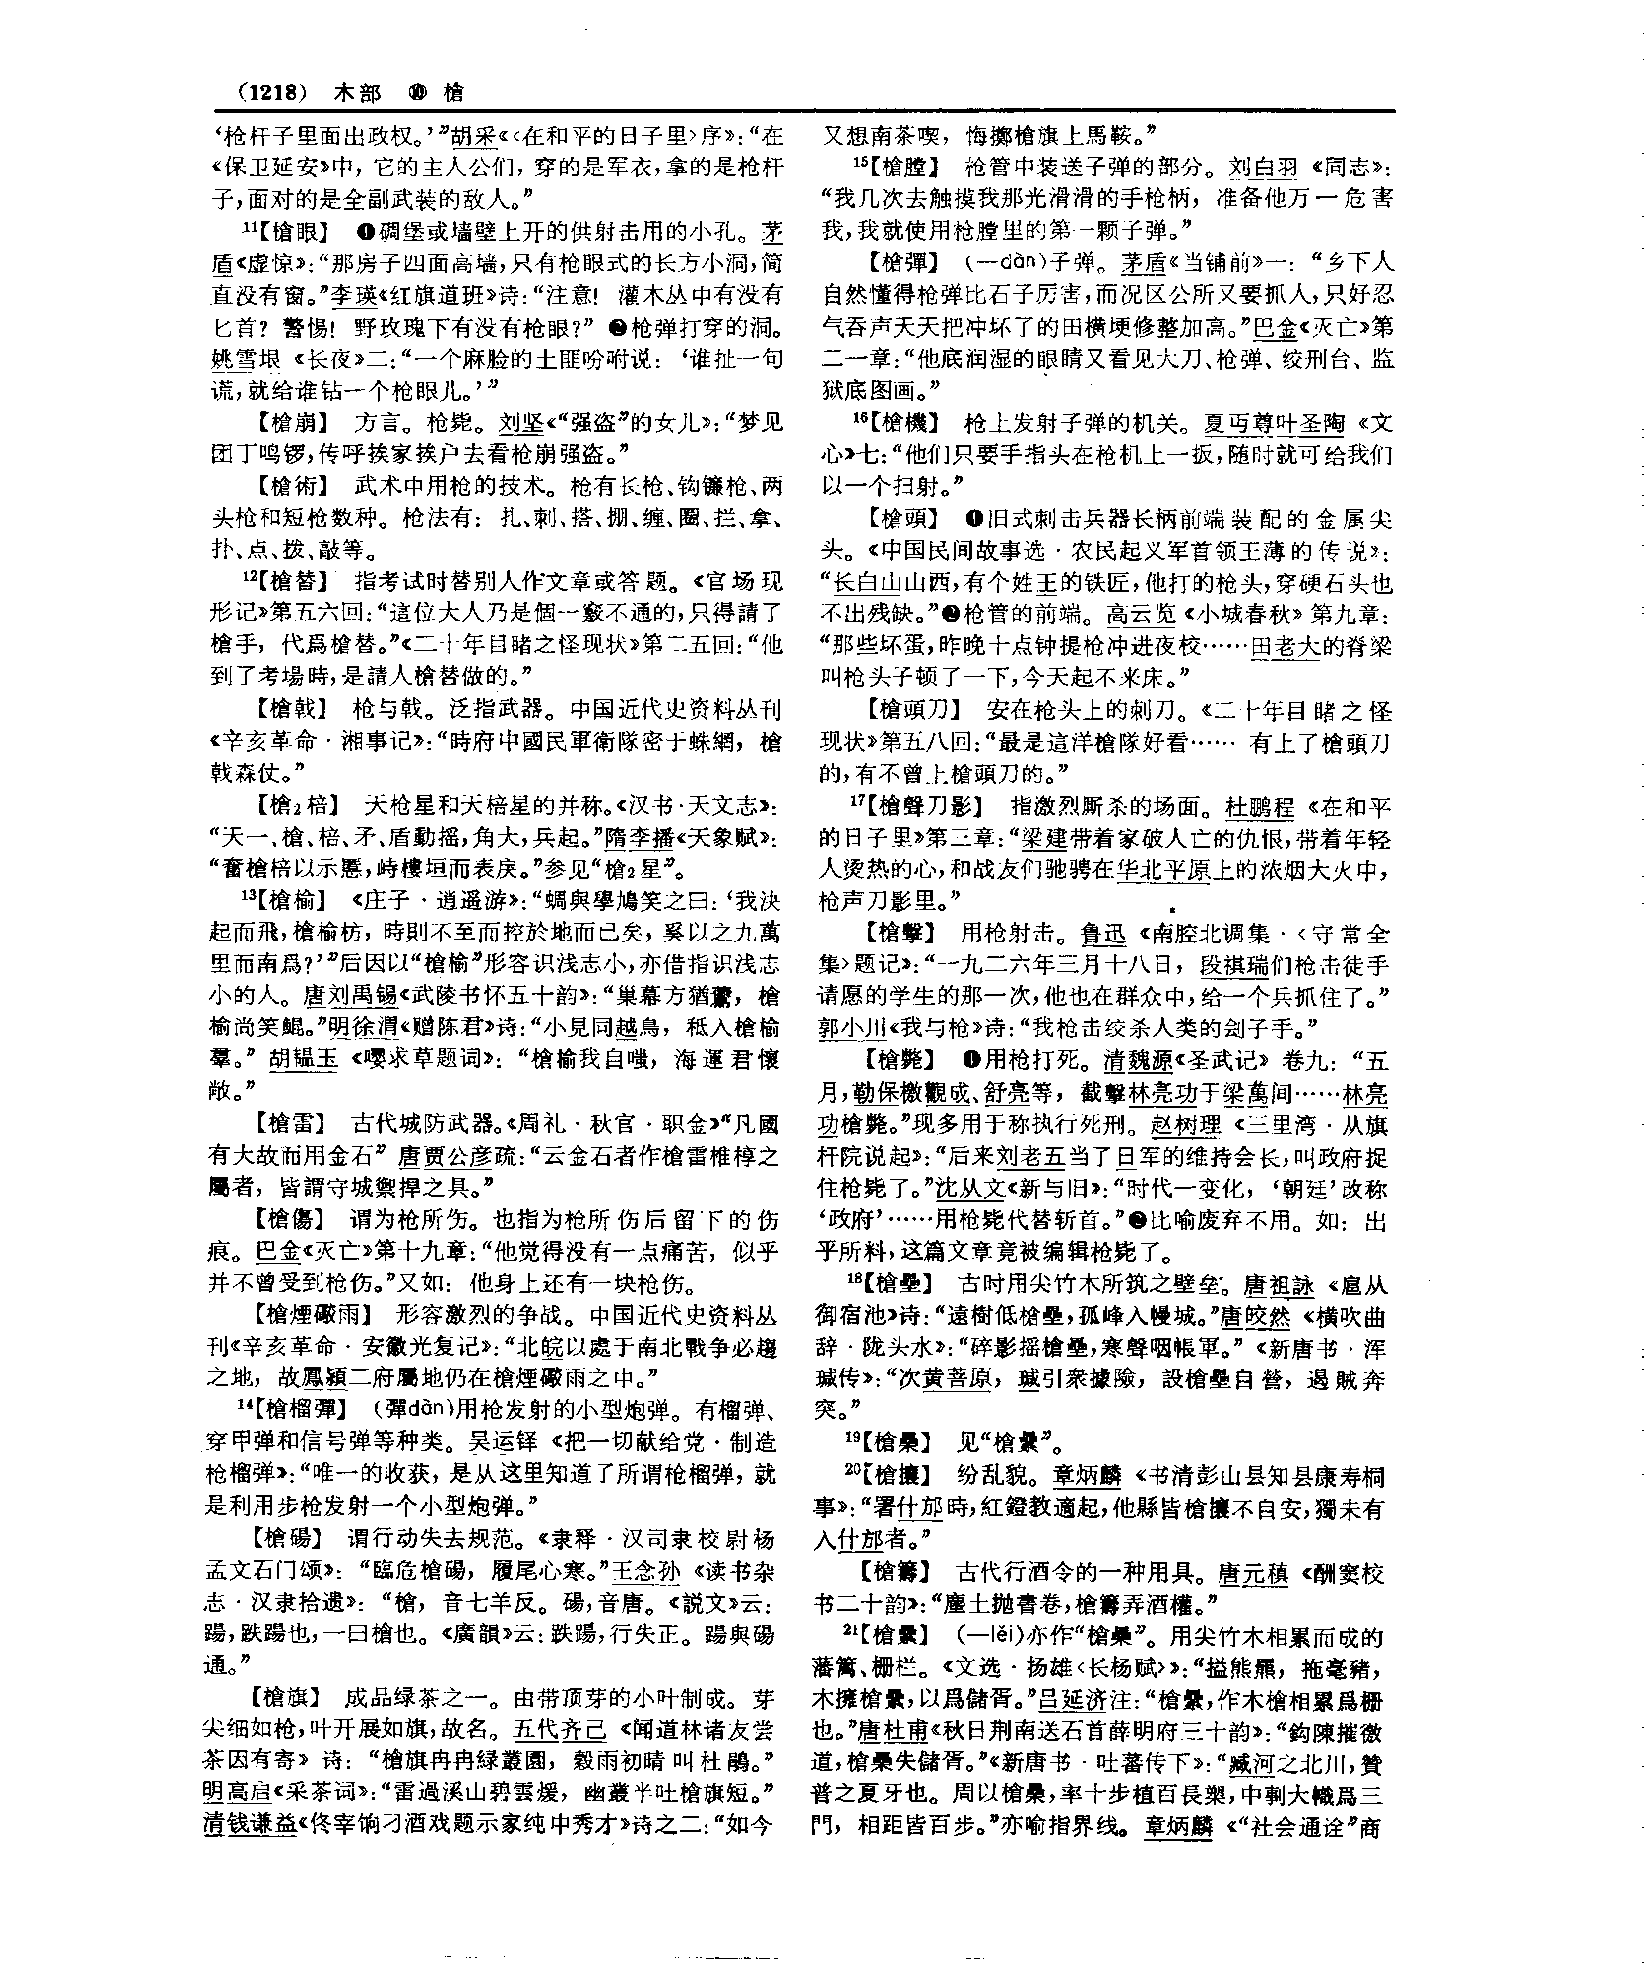 (1218) 木部 ⑩ 槍
‘枪杆子里面出政权。’”胡采《〈在和平的日子里〉序》：“在
《保卫延安》中，它的主人公们，穿的是军衣，拿的是枪杆
子，面对的是全副武装的敌人。”
11【槍眼】 ❶碉堡或墙壁上开的供射击用的小孔。茅
盾《虚惊》：“那房子四面高墙，只有枪眼式的长方小洞，简
直没有窗。”李瑛《红旗道班》诗：“注意！灌木丛中有没有
匕首？警惕！野玫瑰下有没有枪眼？”❷枪弹打穿的洞。
姚雪垠《长夜》二：“一个麻脸的土匪吩咐说：‘谁扯一句
谎，就给谁钻一个枪眼儿。’”
【槍崩】 方言。枪毙。刘坚《“强盗”的女儿》：“梦见
团丁鸣锣，传呼挨家挨户去看枪崩强盗。”
【槍術】 武术中用枪的技术。枪有长枪、钩镰枪、两
头枪和短枪数种。枪法有：扎、刺、搭、掤、缠、圈、拦、拿、
扑、点、拨、敲等。
12【槍替】 指考试时替别人作文章或答题。《官场现
形记》第五六回：“這位大人乃是個一竅不通的，只得請了
槍手，代爲槍替。”《二十年目睹之怪现状》第二五回：“他
到了考場時，是請人槍替做的。”
【槍戟】 枪与戟。泛指武器。中国近代史资料丛刊
《辛亥革命·湘事记》：“時府中國民軍衛隊密于蛛網，槍
戟森仗。”
【槍2棓】 天枪星和天棓星的并称。《汉书·天文志》：
“天一、槍、棓、矛、盾動摇，角大，兵起。”隋李播《天象赋》：
“奮槍棓以示憲，峙樓垣而表戾。”参见“槍2星”。
13【槍榆】 《庄子·逍遥游》：“蜩與學鳩笑之曰：‘我決
起而飛，槍榆枋，時則不至而控於地而已矣，奚以之九萬
里而南爲？’”后因以“槍榆”形容识浅志小，亦借指识浅志
小的人。唐刘禹锡《武陵书怀五十韵》：“巢幕方猶鷰，槍
榆尚笑鯤。”明徐渭《赠陈君》诗：“小見同越鳥，秪入槍榆
羣。”胡韫玉《嘤求草题词》：“槍榆我自嗤，海運君懷
敞。”
【槍雷】 古代城防武器。《周礼·秋官·职金》“凡國
有大故而用金石”唐贾公彦疏：“云金石者作槍雷椎椁之
屬者，皆謂守城禦捍之具。”
【槍傷】 谓为枪所伤。也指为枪所伤后留下的伤
痕。巴金《灭亡》第十九章：“他觉得没有一点痛苦，似乎
并不曾受到枪伤。”又如：他身上还有一块枪伤。
【槍煙礮雨】 形容激烈的争战。中国近代史资料丛
刊《辛亥革命·安徽光复记》：“北皖以處于南北戰争必趨
之地，故鳳潁二府屬地仍在槍煙礮雨之中。”
14【槍榴彈】 (彈dàn)用枪发射的小型炮弹。有榴弹、
穿甲弹和信号弹等种类。吴运铎《把一切献给党·制造
枪榴弹》：“唯一的收获，是从这里知道了所谓枪榴弹，就
是利用步枪发射一个小型炮弹。”
【槍碭】 谓行动失去规范。《隶释·汉司隶校尉杨
孟文石门颂》：“臨危槍碭，履尾心寒。”王念孙《读书杂
志·汉隶拾遗》：“槍，音七羊反。碭，音唐。《説文》云：
踼，跌踼也，一曰槍也。《廣韻》云：跌踼，行失正。踼與碭
通。”
【槍旗】 成品绿茶之一。由带顶芽的小叶制成。芽
尖细如枪，叶开展如旗，故名。五代齐己《闻道林诸友尝
茶因有寄》诗：“槍旗冉冉緑叢園，穀雨初晴叫杜鵑。”
明高启《采茶词》：“雷過溪山碧雲煖，幽叢半吐槍旗短。”
清钱谦益《佟宰饷刁酒戏题示家纯中秀才》诗之二：“如今
又想南茶喫，悔擲槍旗上馬鞍。”
15【槍膛】 枪管中装送子弹的部分。刘白羽《同志》：
“我几次去触摸我那光滑滑的手枪柄，准备他万一危害
我，我就使用枪膛里的第一颗子弹。”
【槍彈】 (—dàn)子弹。茅盾《当铺前》一：“乡下人
自然懂得枪弹比石子厉害，而况区公所又要抓人，只好忍
气吞声天天把冲坏了的田横埂修整加高。”巴金《灭亡》第
二一章：“他底润湿的眼睛又看见大刀、枪弹、绞刑台、监
狱底图画。”
16【槍機】 枪上发射子弹的机关。夏丏尊叶圣陶《文
心》七：“他们只要手指头在枪机上一扳，随时就可给我们
以一个扫射。”
【槍頭】 ❶旧式刺击兵器长柄前端装配的金属尖
头。《中国民间故事选·农民起义军首领王薄的传说》：
“长白山山西，有个姓王的铁匠，他打的枪头，穿硬石头也
不出残缺。”❷枪管的前端。高云览《小城春秋》第九章：
“那些坏蛋，昨晚十点钟提枪冲进夜校……田老大的脊梁
叫枪头子顿了一下，今天起不来床。”
【槍頭刀】 安在枪头上的刺刀。《二十年目睹之怪
现状》第五八回：“最是這洋槍隊好看……有上了槍頭刀
的，有不曾上槍頭刀的。”
17【槍聲刀影】 指激烈厮杀的场面。杜鹏程《在和平
的日子里》第三章：“梁建带着家破人亡的仇恨，带着年轻
人烫热的心，和战友们驰骋在华北平原上的浓烟大火中，
枪声刀影里。”
【槍擊】 用枪射击。鲁迅《南腔北调集·〈守常全
集〉题记》：“一九二六年三月十八日，段祺瑞们枪击徒手
请愿的学生的那一次，他也在群众中，给一个兵抓住了。”
郭小川《我与枪》诗：“我枪击绞杀人类的刽子手。”
【槍斃】 ❶用枪打死。清魏源《圣武记》卷九：“五
月，勒保檄觀成、舒亮等，截擊林亮功于梁萬间……林亮
功槍斃。”现多用于称执行死刑。赵树理《三里湾·从旗
杆院说起》：“后来刘老五当了日军的维持会长，叫政府捉
住枪毙了。”沈从文《新与旧》：“时代一变化，‘朝廷’改称
‘政府’……用枪毙代替斩首。”❷比喻废弃不用。如：出
乎所料，这篇文章竟被编辑枪毙了。
18【槍壘】 古时用尖竹木所筑之壁垒。唐祖詠《扈从
御宿池》诗：“遠樹低槍壘，孤峰入幔城。”唐皎然《横吹曲
辞·陇头水》：“碎影摇槍壘，寒聲咽帳軍。”《新唐书·浑
瑊传》：“次黄菩原，瑊引衆據險，設槍壘自營，遏賊奔
突。”
19【槍㯿】 见“槍纍”。
20【槍攘】 纷乱貌。章炳麟《书清彭山县知县康寿桐
事》：“署什邡時，紅鐙教適起，他縣皆槍攘不自安，獨未有
入什邡者。”
【槍籌】 古代行酒令的一种用具。唐元稹《酬窦校
书二十韵》：“塵土抛書卷，槍籌弄酒權。”
21【槍纍】 (—lěi)亦作“槍㯿”。用尖竹木相累而成的
藩篱、栅栏。《文选·扬雄〈长杨赋〉》：“搤熊羆，拖豪豬，
木擁槍纍，以爲儲胥。”吕延济注：“槍纍，作木槍相累爲栅
也。”唐杜甫《秋日荆南送石首薛明府三十韵》：“鉤陳摧徼
道，槍㯿失儲胥。”《新唐书·吐蕃传下》：“臧河之北川，贊
普之夏牙也。周以槍㯿，率十步植百長槊，中剚大幟爲三
門，相距皆百步。”亦喻指界线。章炳麟《“社会通诠”商